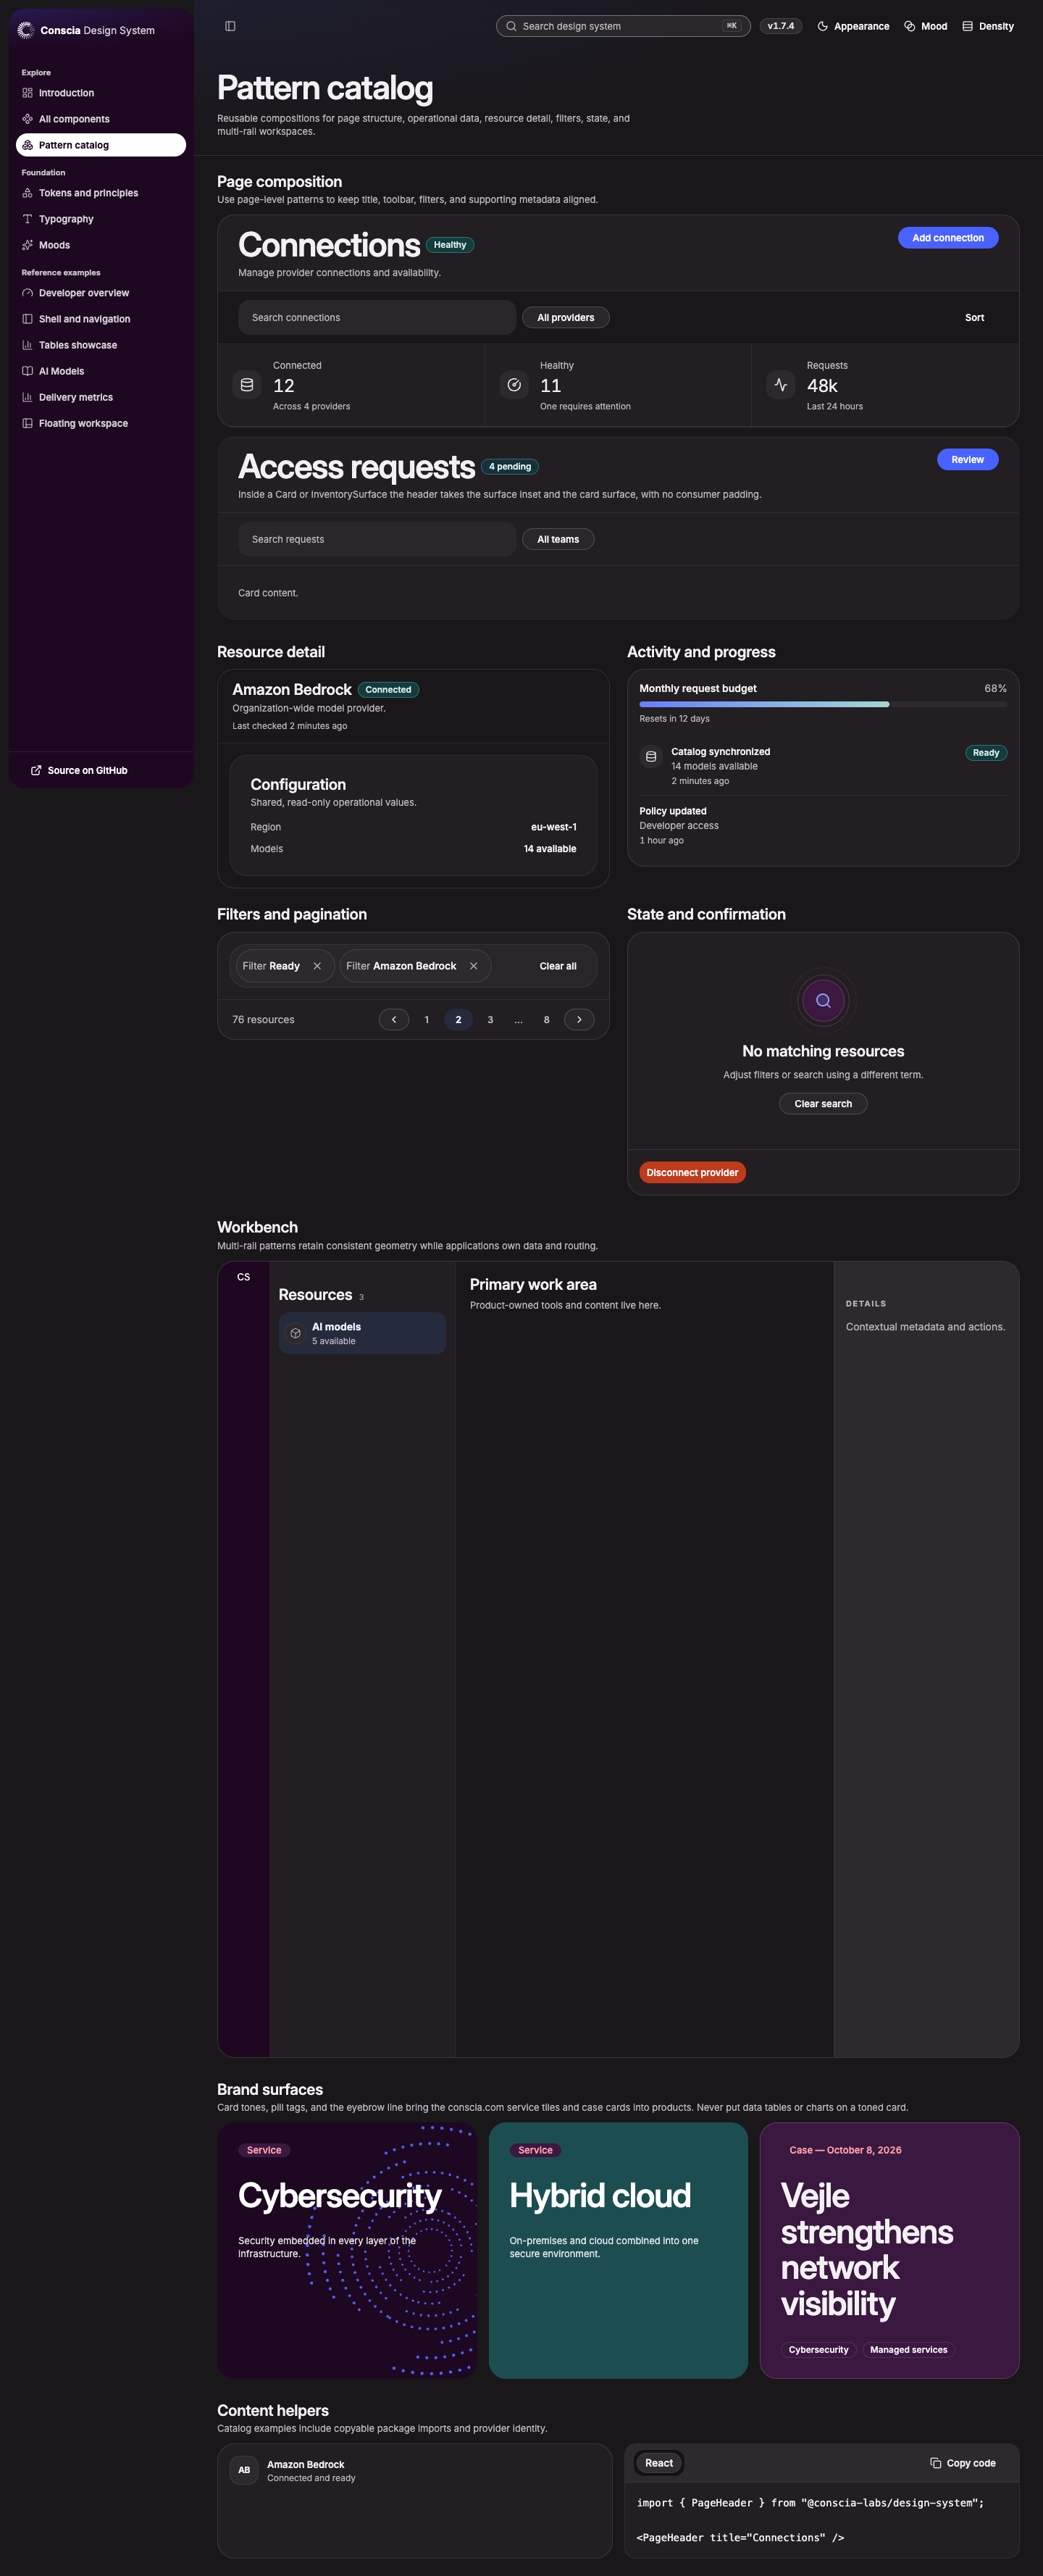 Conscia Design System
Explore
Introduction
All components
Pattern catalog
Foundation
Tokens and principles
Typography
Moods
Reference examples
Developer overview
Shell and navigation
Tables showcase
AI Models
Delivery metrics
Floating workspace
Source on GitHub
Search design system
⌘K
v1.7.4
Appearance
Mood
Density
Pattern catalog
Reusable compositions for page structure, operational data, resource detail, filters, state, and
multi-rail workspaces.
Page composition
Use page-level patterns to keep title, toolbar, filters, and supporting metadata aligned.
Connections
Healthy
Add connection
Manage provider connections and availability.
Search connections
All providers
Sort
Connected
12
Across 4 providers
Healthy
11
One requires attention
Requests
48k
Last 24 hours
Access requests
4 pending
Review
Inside a Card or InventorySurface the header takes the surface inset and the card surface, with no consumer padding.
Search requests
All teams
Card content.
Resource detail
Amazon Bedrock
Connected
Organization-wide model provider.
Last checked 2 minutes ago
Configuration
Shared, read-only operational values.
Region
eu-west-1
Models
14 available
Activity and progress
Monthly request budget
68%
Resets in 12 days
Catalog synchronized
Ready
14 models available
2 minutes ago
Policy updated
Developer access
1 hour ago
Filters and pagination
Filter Ready
Filter Amazon Bedrock
Clear all
76 resources
1
2
3
...
8
State and confirmation
No matching resources
Adjust filters or search using a different term.
Clear search
Disconnect provider
Workbench
Multi-rail patterns retain consistent geometry while applications own data and routing.
CS
Resources 3
AI models
5 available
Primary work area
Product-owned tools and content live here.
DETAILS
Contextual metadata and actions.
Brand surfaces
Card tones, pill tags, and the eyebrow line bring the conscia.com service tiles and case cards into products. Never put data tables or charts on a toned card.
Service
Cybersecurity
Security embedded in every layer of the
infrastructure.
Service
Hybrid cloud
On-premises and cloud combined into one
secure environment.
Case — October 8, 2026
Vejle
strengthens
network
visibility
Cybersecurity
Managed services
Content helpers
Catalog examples include copyable package imports and provider identity.
AB
Amazon Bedrock
Connected and ready
React
Copy code
import { PageHeader } from "@conscia-labs/design-system";
<PageHeader title="Connections" />